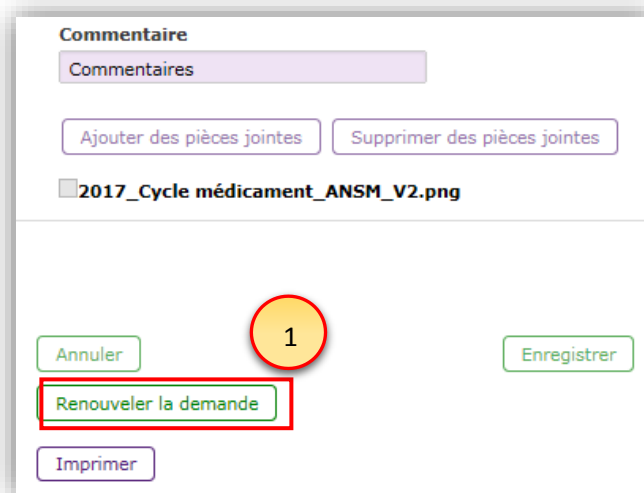 Commentaire
Commentaires
Ajouter des pièces jointes Supprimer des pièces jointes
2017_Cycle médicament_ANSM_V2.png
1
Annuler Enregistrer
Renouveler la demande
Imprimer